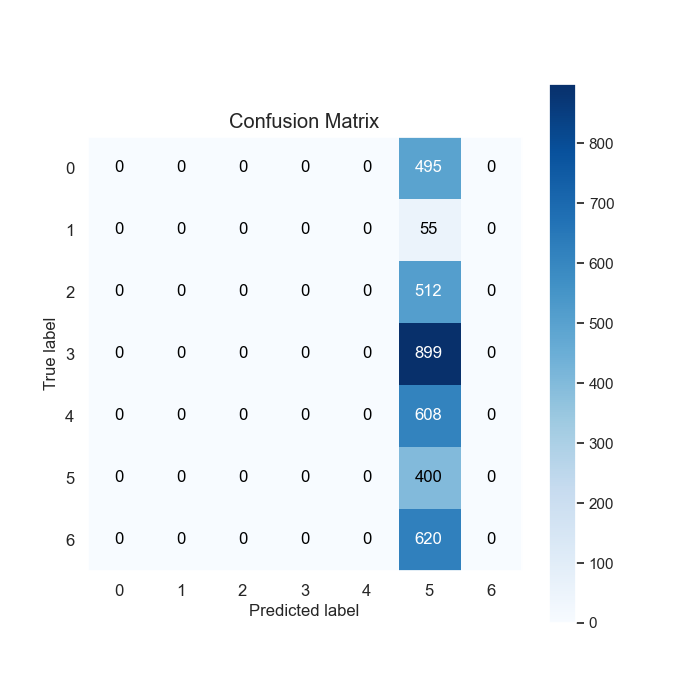 Confusion Matrix
0 0 0 0 0 0 495 0
1 0 0 0 0 0 55 0
2 0 0 0 0 0 512 0
3 0 0 0 0 0 899 0
4 0 0 0 0 0 608 0
5 0 0 0 0 0 400 0
6 0 0 0 0 0 620 0
0 1 2 3 4 5 6
Predicted label
True label
800
700
600
500
400
300
200
100
0